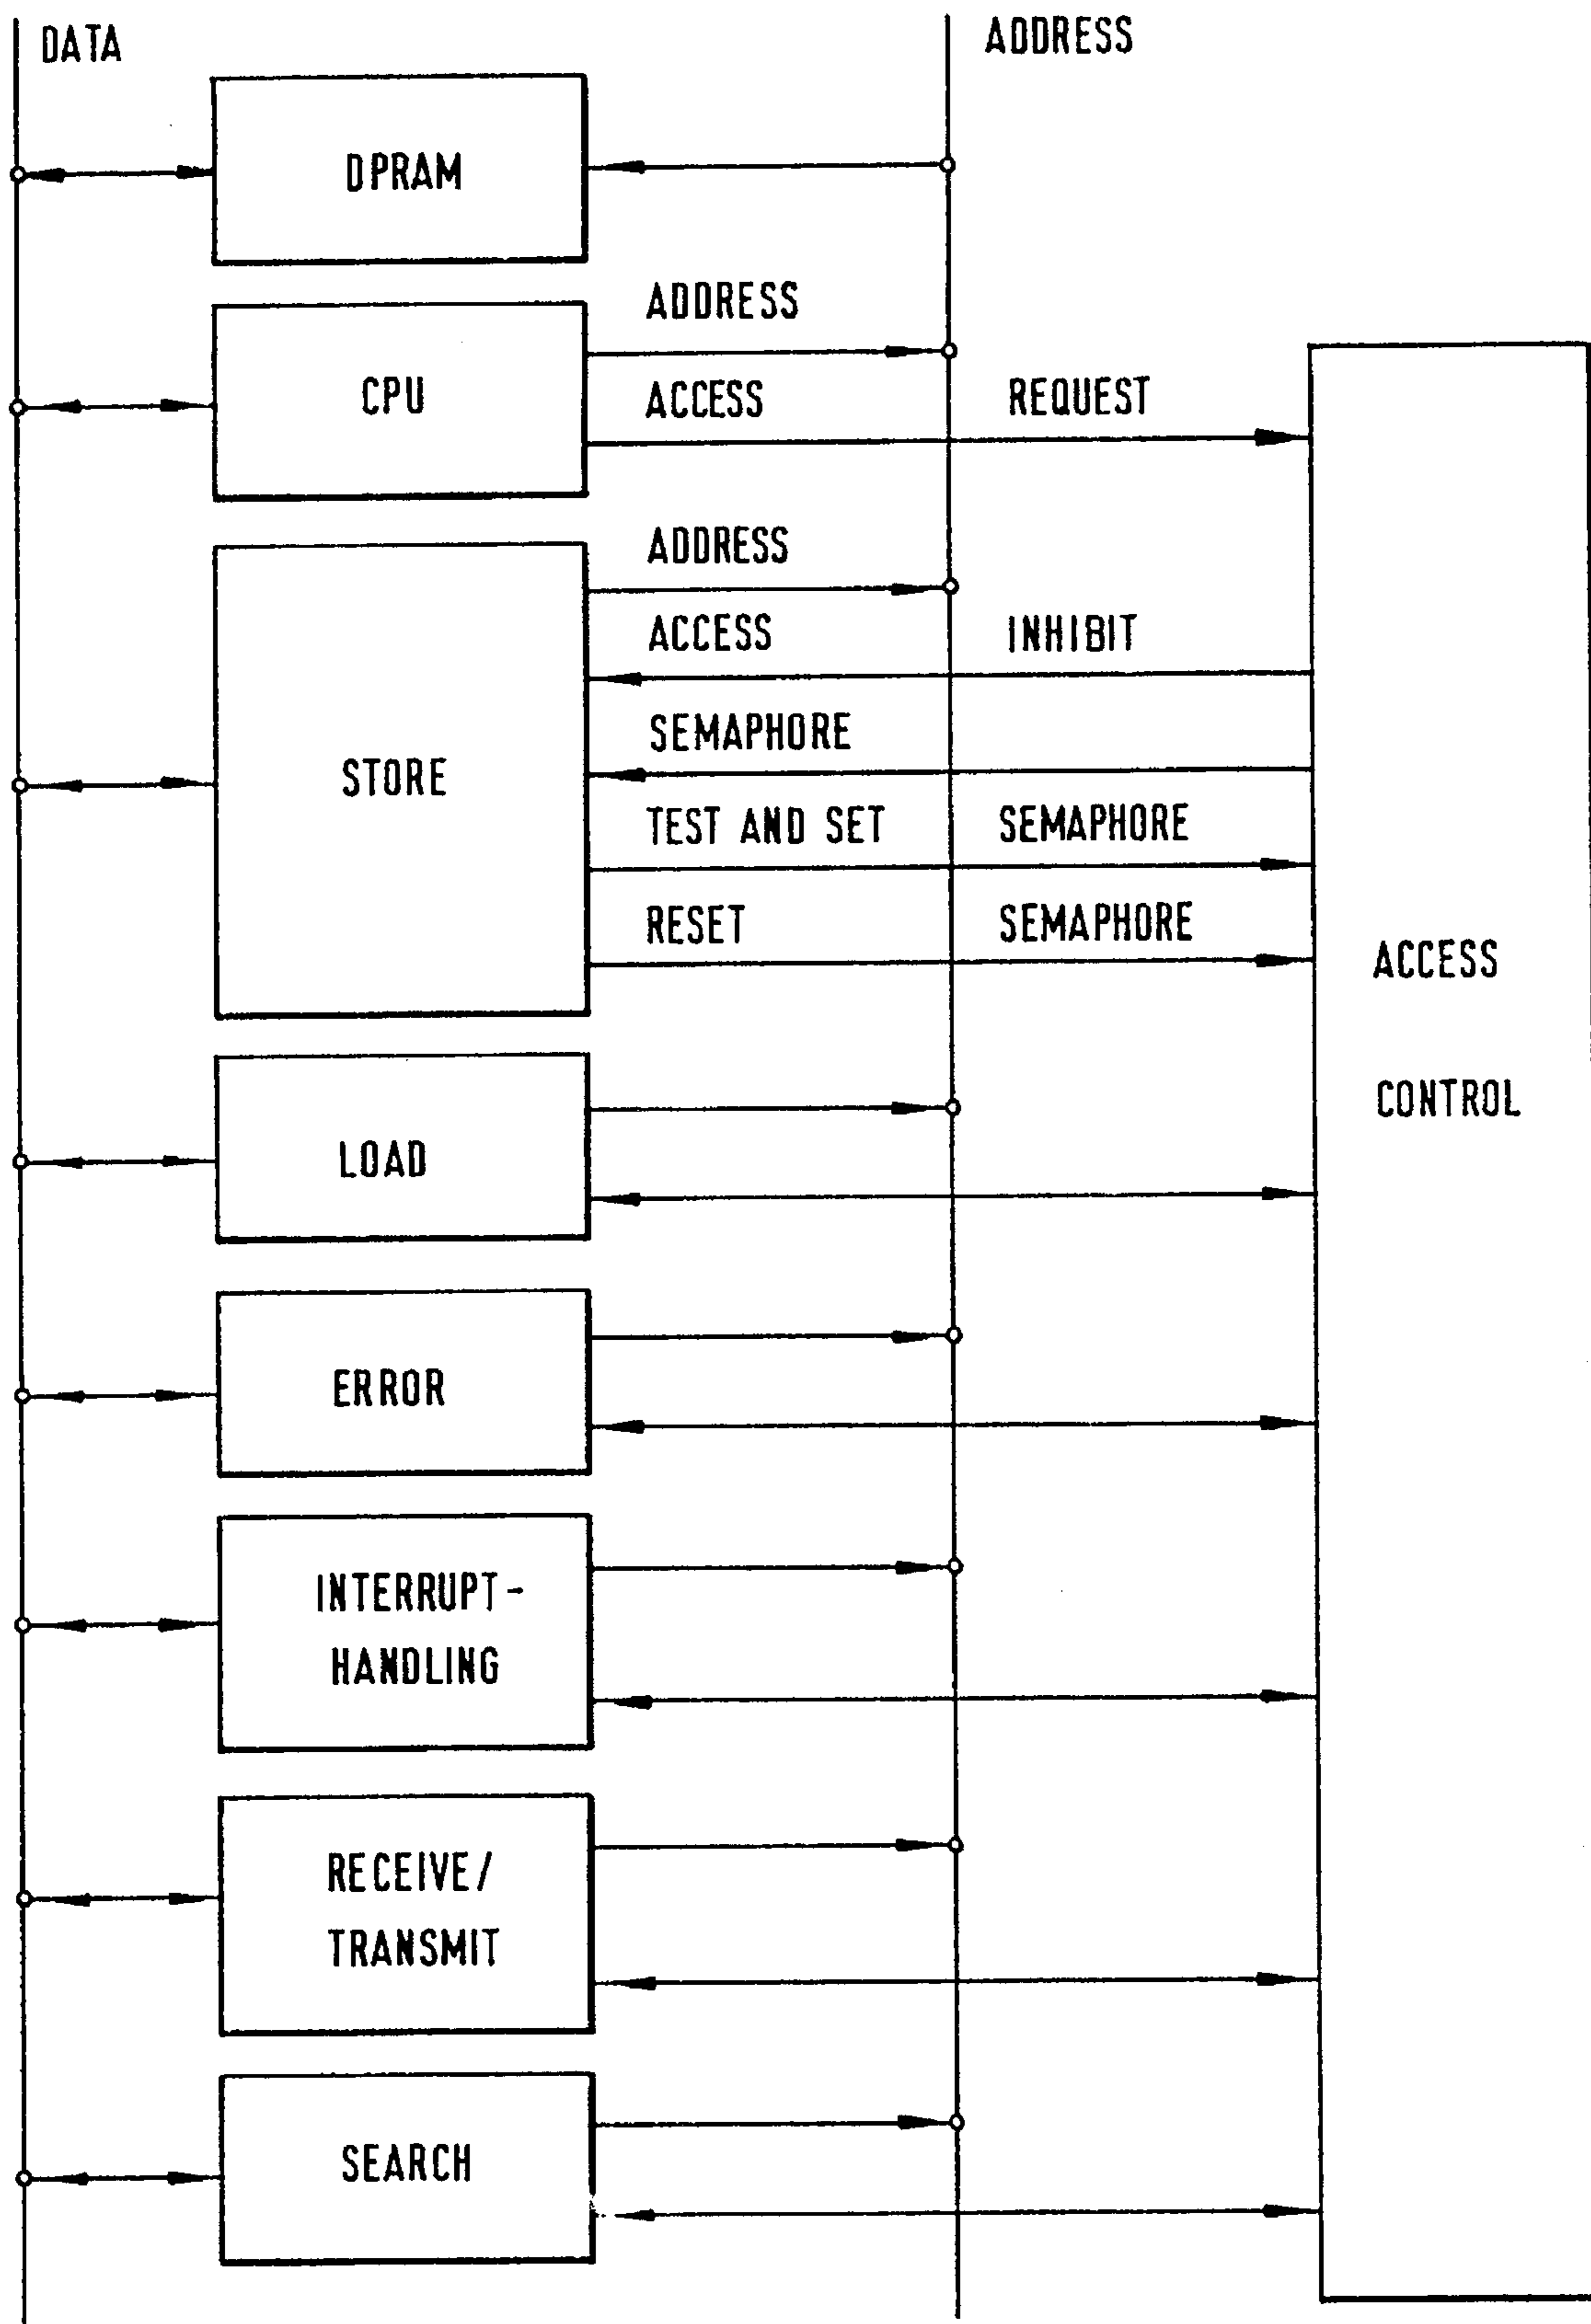 DATA
ADDRESS
DPRAM
ADDRESS
CPU
ACCESS REQUEST
ADDRESS
ACCESS INHIBIT
SEMAPHORE
STORE
TEST AND SET SEMAPHORE
RESET SEMAPHORE
ACCESS
CONTROL
LOAD
ERROR
INTERRUPT-
HANDLING
RECEIVE/
TRANSMIT
SEARCH